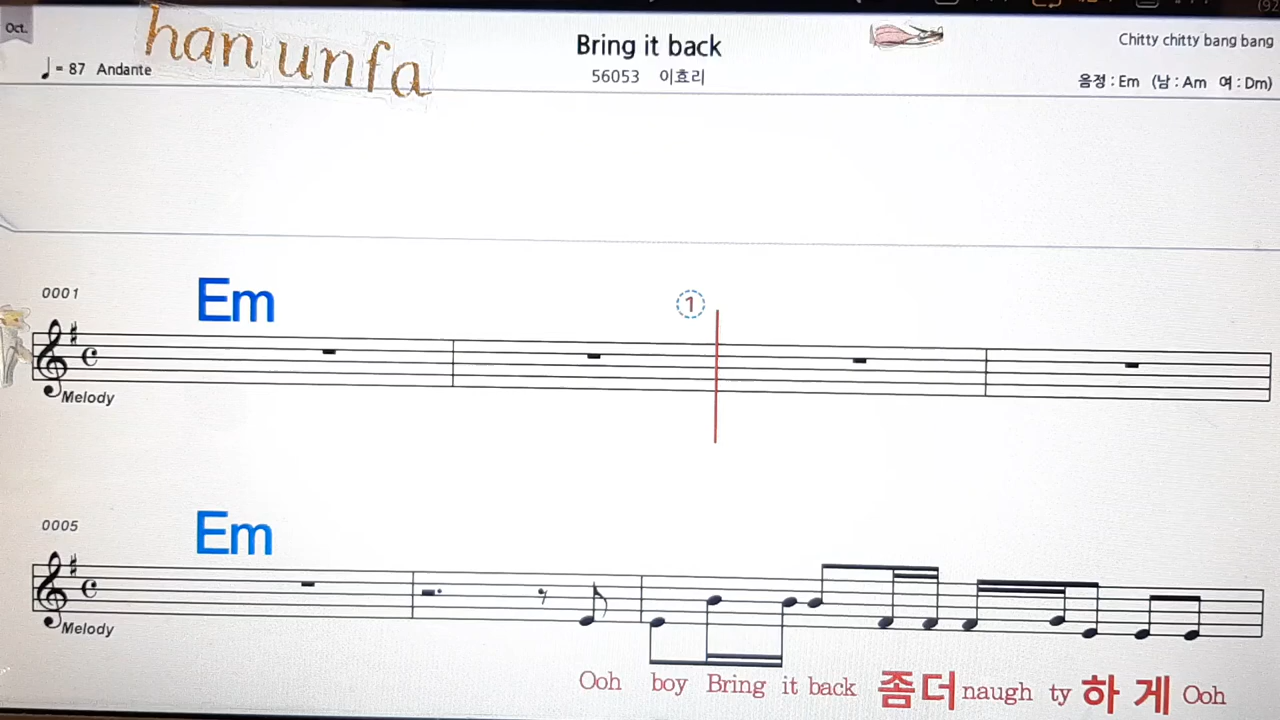 Oct.
han unfa
Bring it back
Chitty chitty bang bang
♩= 87 Andante
56053 이효리
음정 : Em (남 : Am 여 : Dm)
0001
Em
①
Melody
0005
Em
Melody
Ooh boy Bring it back 좀더 naugh ty 하 게 Ooh